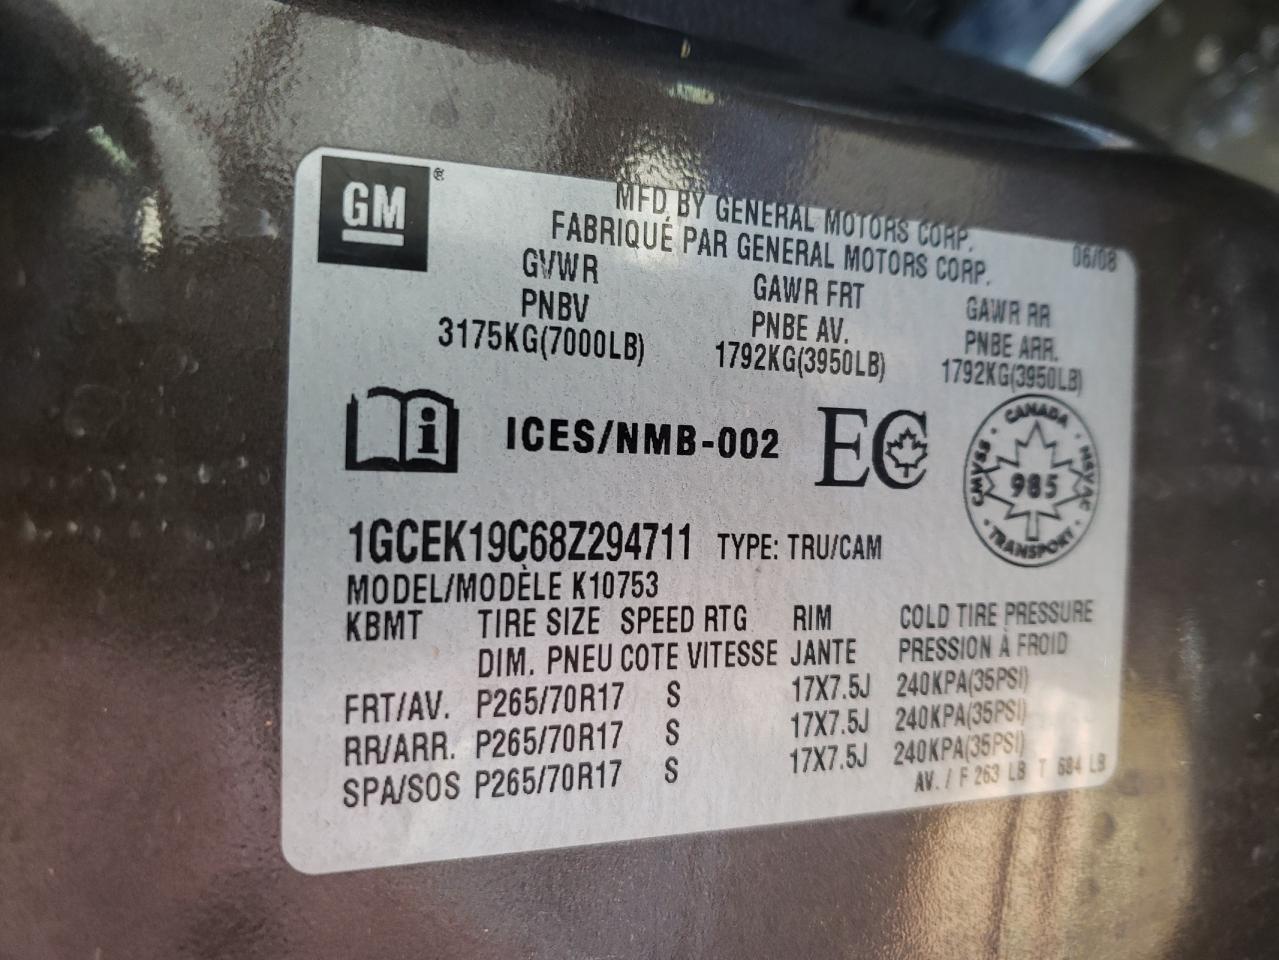 GM®
MFD. BY GENERAL MOTORS CORP.
FABRIQUÉ PAR GENERAL MOTORS CORP.
06/08
GVWR GAWR FRT GAWR RR
PNBV PNBE AV. PNBE ARR.
3175KG(7000LB) 1792KG(3950LB) 1792KG(3950LB)
i ICES/NMB-002 EC
CANADA
CMVSS 985 NSVAC
TRANSPORT
1GCEK19C68Z294711 TYPE: TRU/CAM
MODEL/MODÈLE K10753
KBMT TIRE SIZE SPEED RTG RIM COLD TIRE PRESSURE
DIM. PNEU COTE VITESSE JANTE PRESSION À FROID
FRT/AV. P265/70R17 S 17X7.5J 240KPA(35PSI)
RR/ARR. P265/70R17 S 17X7.5J 240KPA(35PSI)
SPA/SOS P265/70R17 S 17X7.5J 240KPA(35PSI)
AV. / F 263 LB T 684 LB